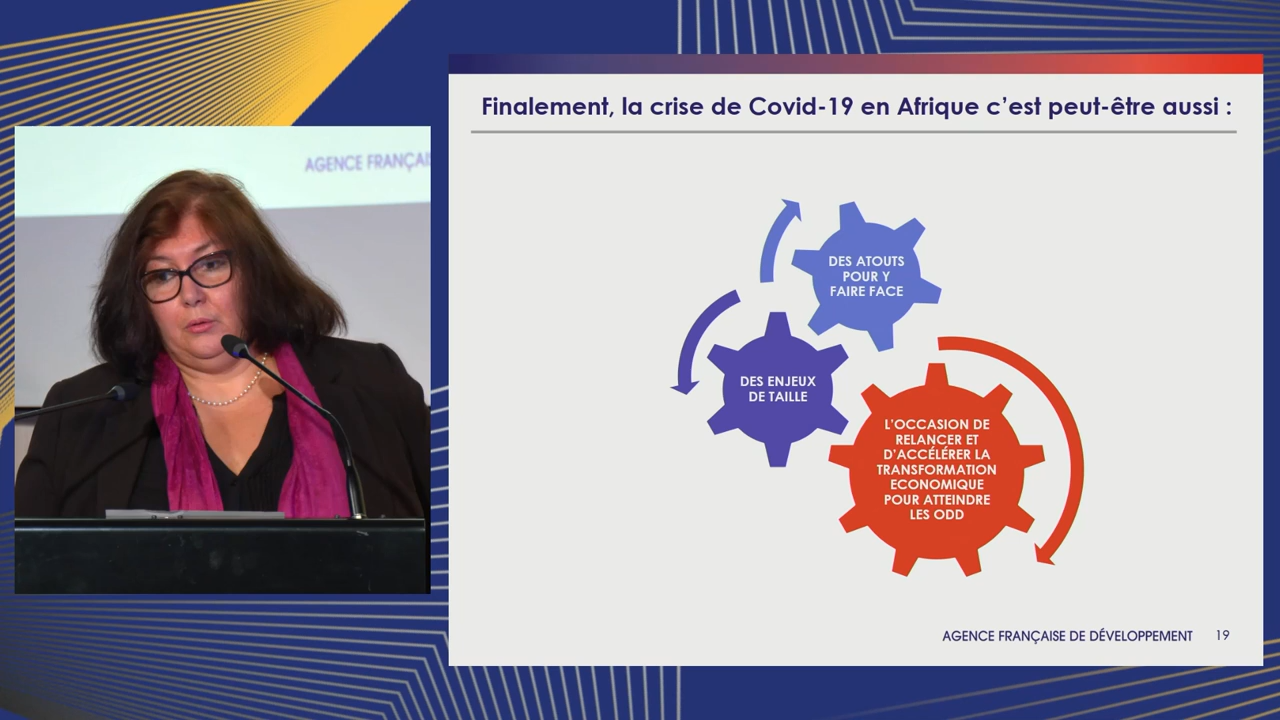 AGENCE FRANÇAI
Finalement, la crise de Covid-19 en Afrique c’est peut-être aussi :
DES ATOUTS
POUR Y
FAIRE FACE
DES ENJEUX
DE TAILLE
L’OCCASION DE
RELANCER ET
D’ACCÉLÉRER LA
TRANSFORMATION
ECONOMIQUE
POUR ATTEINDRE
LES ODD
AGENCE FRANÇAISE DE DÉVELOPPEMENT 19